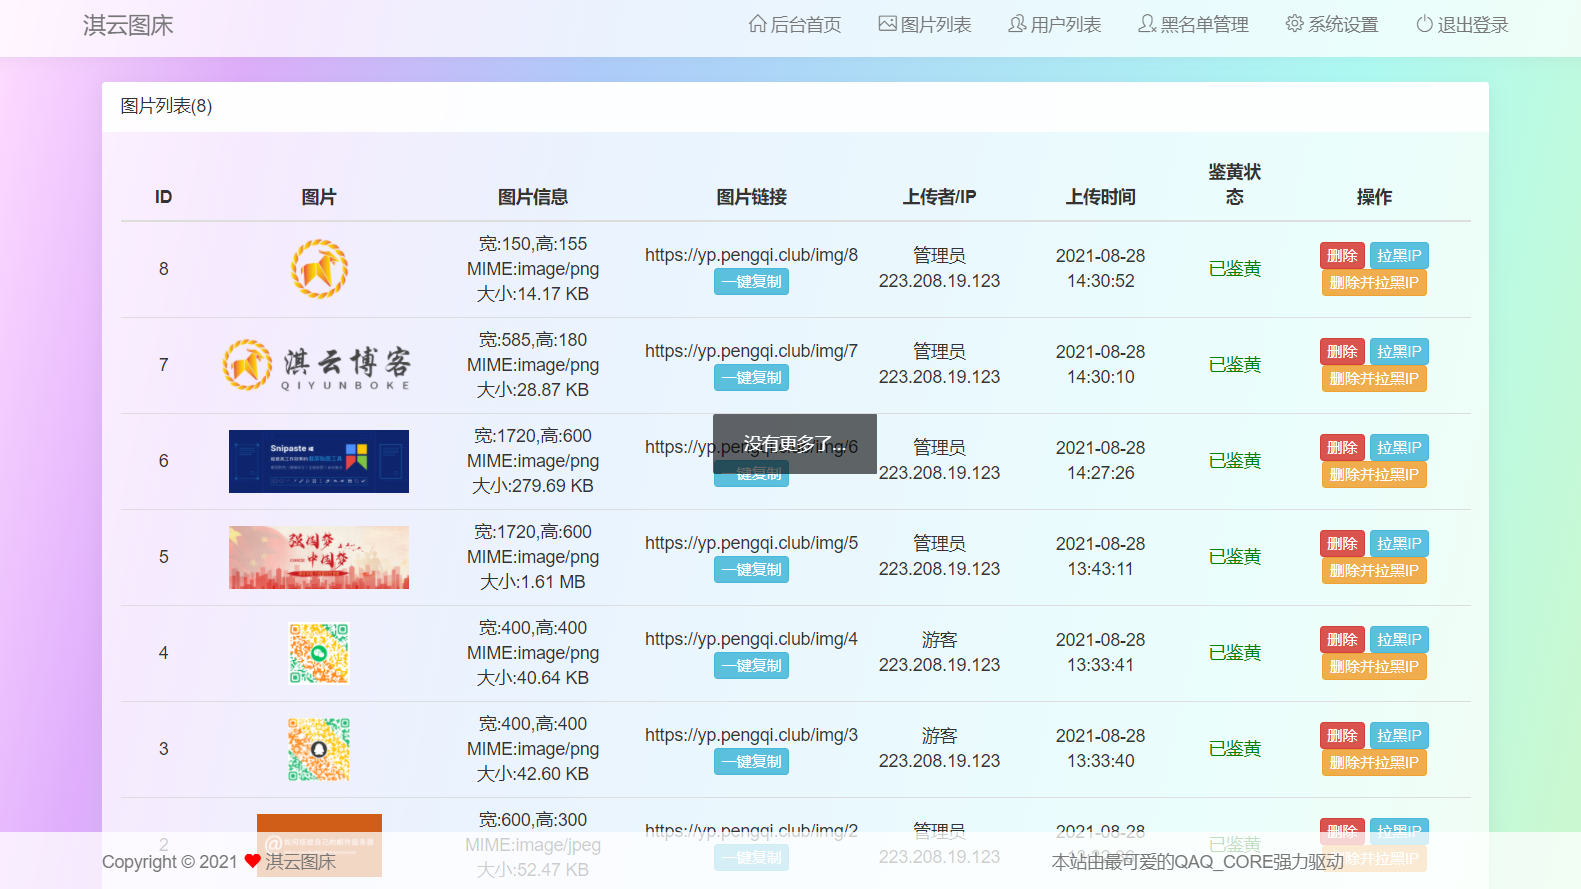 淇云图床
后台首页
图片列表
用户列表
黑名单管理
系统设置
退出登录
图片列表(8)
ID
图片
图片信息
图片链接
上传者/IP
上传时间
鉴黄状
态
操作
8
宽:150,高:155
MIME:image/png
大小:14.17 KB
https://yp.pengqi.club/img/8
一键复制
管理员
223.208.19.123
2021-08-28
14:30:52
已鉴黄
删除
拉黑IP
删除并拉黑IP
7
淇云博客
QIYUNBOKE
宽:585,高:180
MIME:image/png
大小:28.87 KB
https://yp.pengqi.club/img/7
一键复制
管理员
223.208.19.123
2021-08-28
14:30:10
已鉴黄
删除
拉黑IP
删除并拉黑IP
6
Snipaste
宽:1720,高:600
MIME:image/png
大小:279.69 KB
https://yp.pengqi.club/img/6
没有更多了...
一键复制
管理员
223.208.19.123
2021-08-28
14:27:26
已鉴黄
删除
拉黑IP
删除并拉黑IP
5
强国梦
中国梦
宽:1720,高:600
MIME:image/png
大小:1.61 MB
https://yp.pengqi.club/img/5
一键复制
管理员
223.208.19.123
2021-08-28
13:43:11
已鉴黄
删除
拉黑IP
删除并拉黑IP
4
宽:400,高:400
MIME:image/png
大小:40.64 KB
https://yp.pengqi.club/img/4
一键复制
游客
223.208.19.123
2021-08-28
13:33:41
已鉴黄
删除
拉黑IP
删除并拉黑IP
3
宽:400,高:400
MIME:image/png
大小:42.60 KB
https://yp.pengqi.club/img/3
一键复制
游客
223.208.19.123
2021-08-28
13:33:40
已鉴黄
删除
拉黑IP
删除并拉黑IP
2
宽:600,高:300
MIME:image/jpeg
大小:52.47 KB
https://yp.pengqi.club/img/2
一键复制
管理员
223.208.19.123
2021-08-28
已鉴黄
删除
拉黑IP
删除并拉黑IP
Copyright © 2021 ❤ 淇云图床
本站由最可爱的QAQ_CORE强力驱动